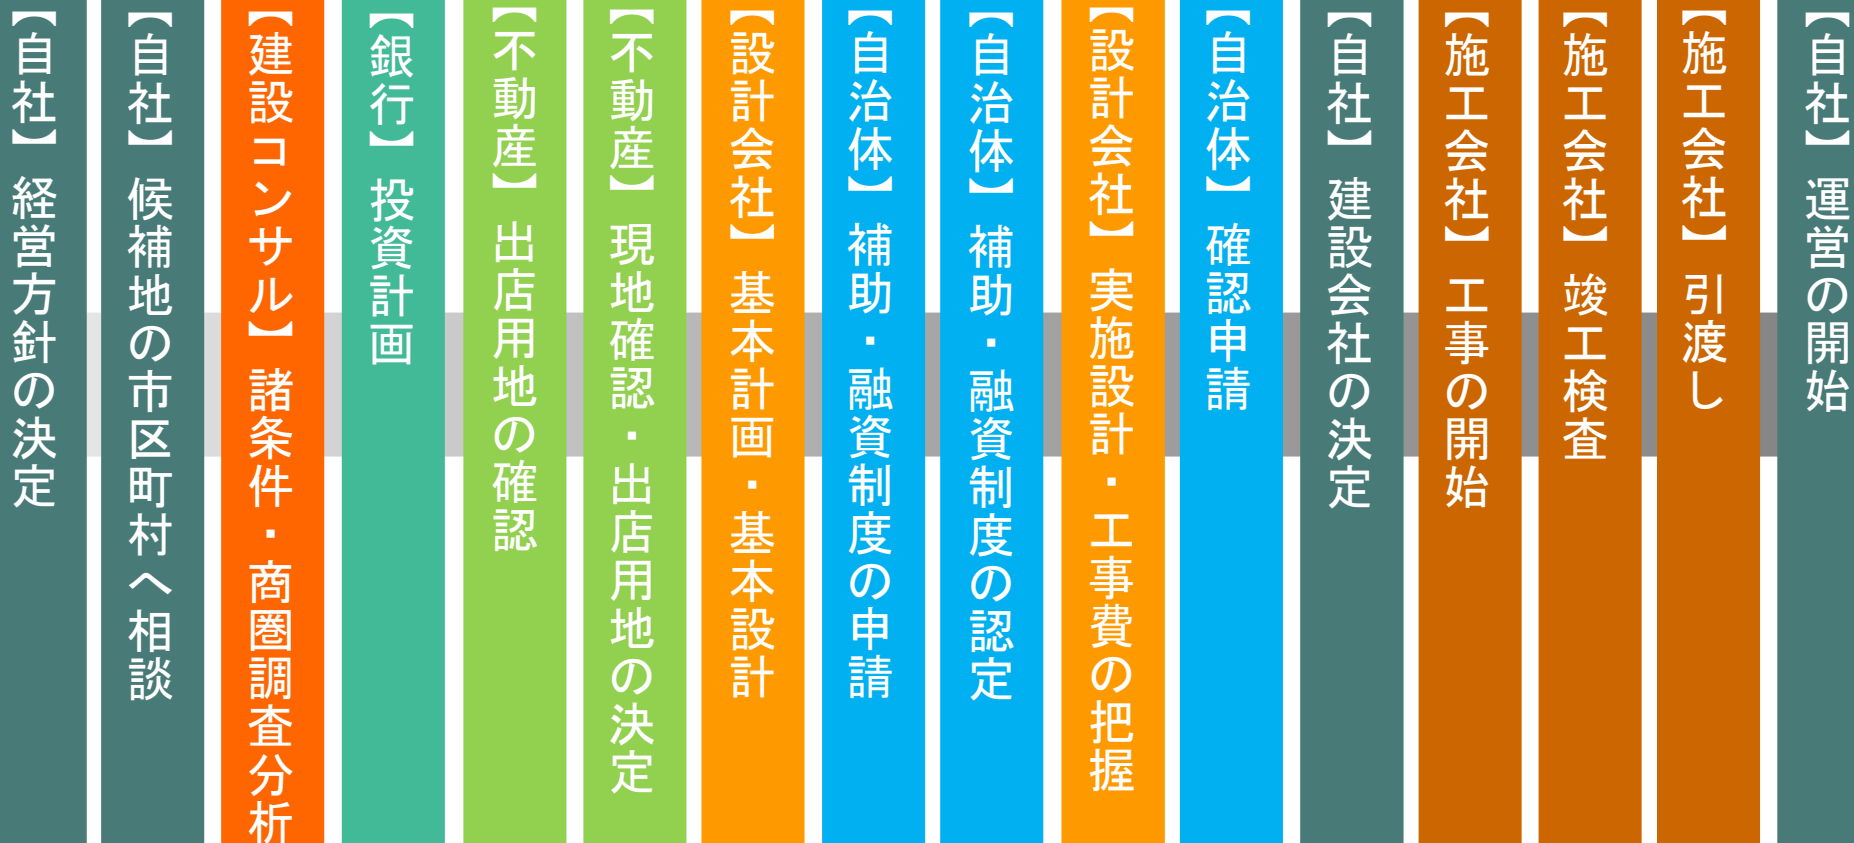 【自社】経営方針の決定
【自社】候補地の市区町村へ相談
【建設コンサル】諸条件・商圏調査分析
【銀行】投資計画
【不動産】出店用地の確認
【不動産】現地確認・出店用地の決定
【設計会社】基本計画・基本設計
【自治体】補助・融資制度の申請
【自治体】補助・融資制度の認定
【設計会社】実施設計・工事費の把握
【自治体】確認申請
【自社】建設会社の決定
【施工会社】工事の開始
【施工会社】竣工検査
【施工会社】引渡し
【自社】運営の開始